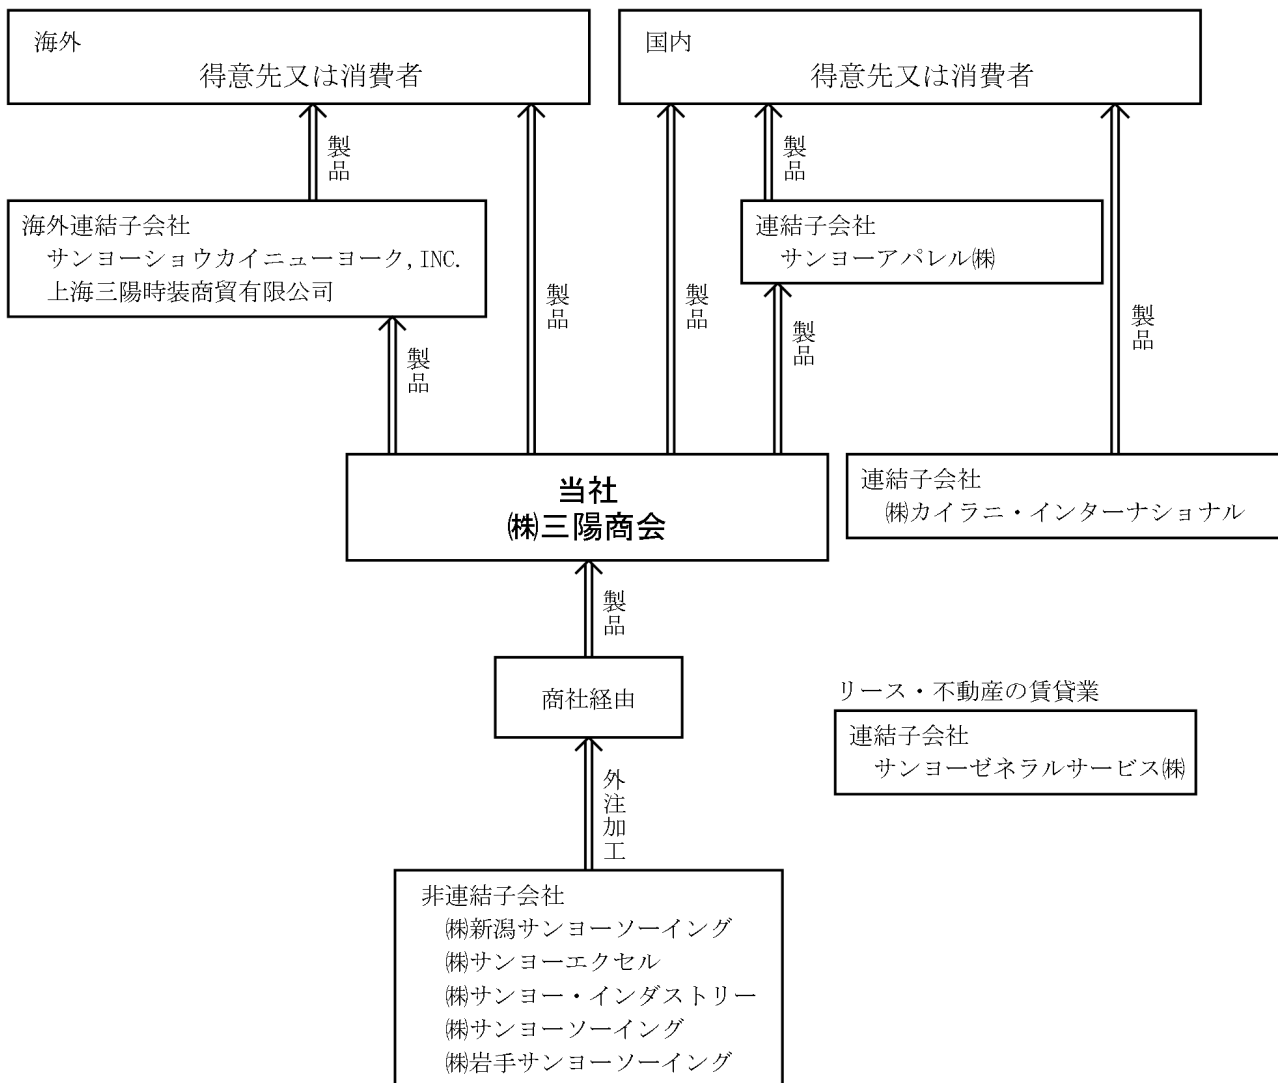 海外
得意先又は消費者
国内
得意先又は消費者
製品
製品
海外連結子会社
サンヨーショウカイニューヨーク, INC.
上海三陽時装商貿有限公司
連結子会社
サンヨーアパレル㈱
製品
製品
製品
製品
製品
当社
㈱三陽商会
連結子会社
㈱カイラニ・インターナショナル
製品
商社経由
リース・不動産の賃貸業
連結子会社
サンヨーゼネラルサービス㈱
外注加工
非連結子会社
㈱新潟サンヨーソーイング
㈱サンヨーエクセル
㈱サンヨー・インダストリー
㈱サンヨーソーイング
㈱岩手サンヨーソーイング